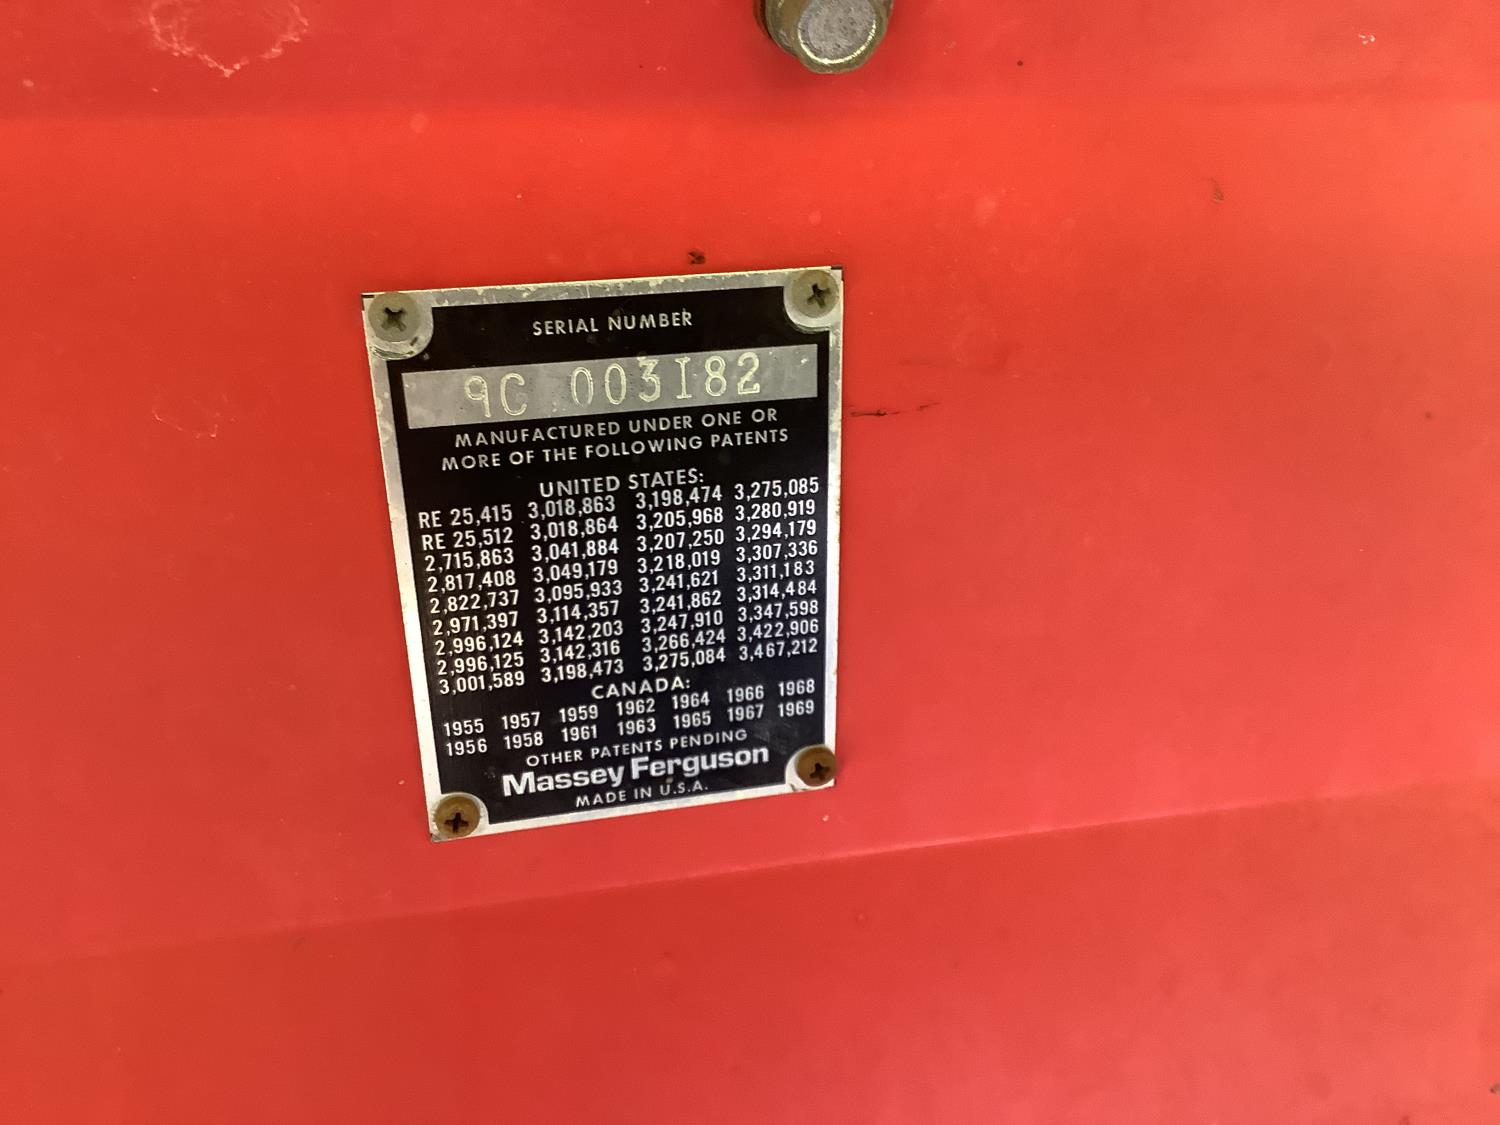 SERIAL NUMBER
9C 003182
MANUFACTURED UNDER ONE OR
MORE OF THE FOLLOWING PATENTS
UNITED STATES:
RE 25,415 3,018,863 3,198,474 3,275,085
RE 25,512 3,018,864 3,205,968 3,280,919
2,715,863 3,041,884 3,207,250 3,294,179
2,817,408 3,049,179 3,218,019 3,307,336
2,822,737 3,095,933 3,241,621 3,311,183
2,971,397 3,114,357 3,241,862 3,314,484
2,996,124 3,142,203 3,247,910 3,347,598
2,996,125 3,142,316 3,266,424 3,422,906
3,001,589 3,198,473 3,275,084 3,467,212
CANADA:
1955 1957 1959 1962 1964 1966 1968
1956 1958 1961 1963 1965 1967 1969
OTHER PATENTS PENDING
Massey Ferguson
MADE IN U.S.A.